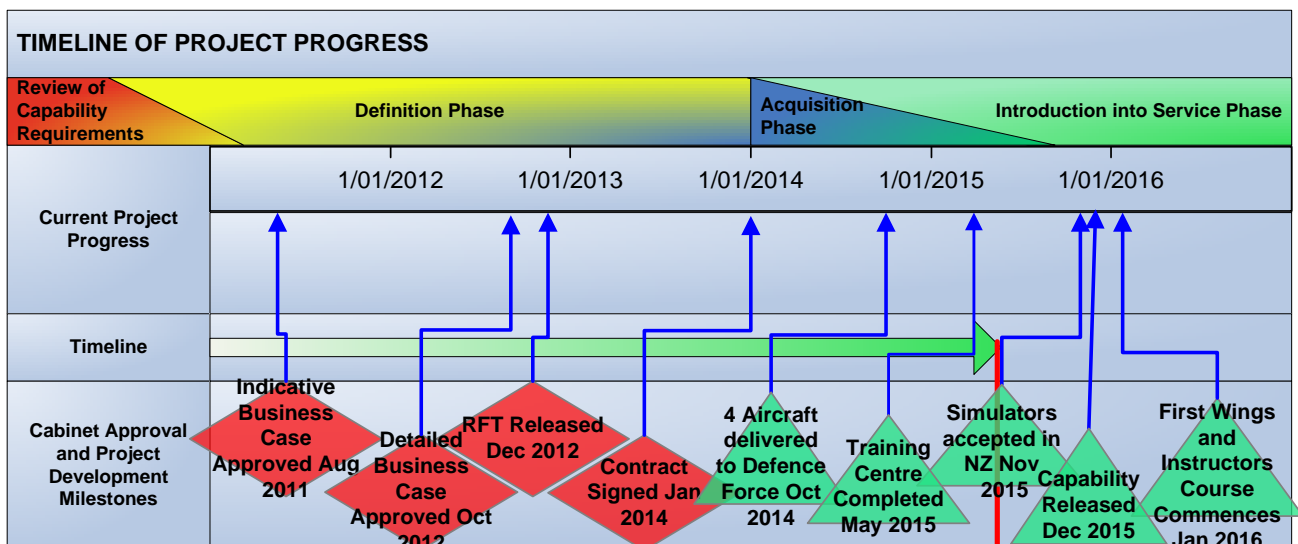 TIMELINE OF PROJECT PROGRESS
Review of
Capability
Requirements
Definition Phase
Acquisition
Phase
Introduction into Service Phase
1/01/2012
1/01/2013
1/01/2014
1/01/2015
1/01/2016
Current Project
Progress
Timeline
Cabinet Approval
and Project
Development
Milestones
Indicative
Business
Case
Approved Aug
2011
Detailed
Business
Case
Approved Oct
2012
RFT Released
Dec 2012
Contract
Signed Jan
2014
4 Aircraft
delivered
to Defence
Force Oct
2014
Training
Centre
Completed
May 2015
Simulators
accepted in
NZ Nov
2015
Capability
Released
Dec 2015
First Wings
and
Instructors
Course
Commences
Jan 2016